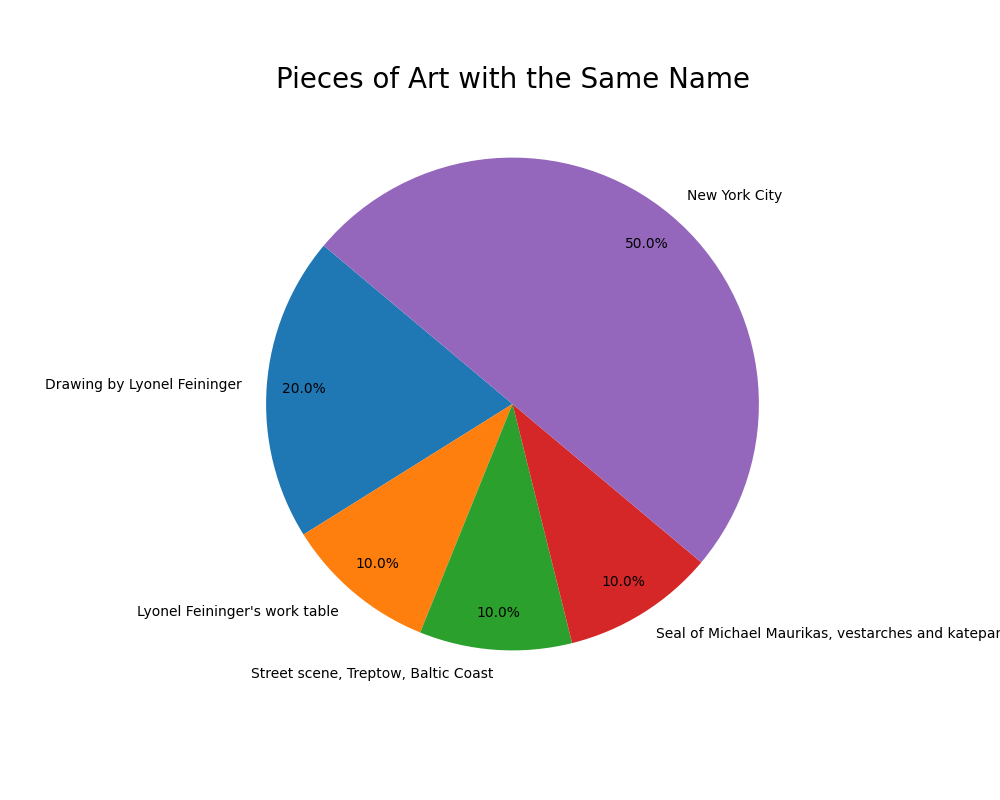 Pieces of Art with the Same Name
New York City
50.0%
Drawing by Lyonel Feininger
20.0%
10.0%
Lyonel Feininger's work table
10.0%
Street scene, Treptow, Baltic Coast
10.0%
Seal of Michael Maurikas, vestarches and